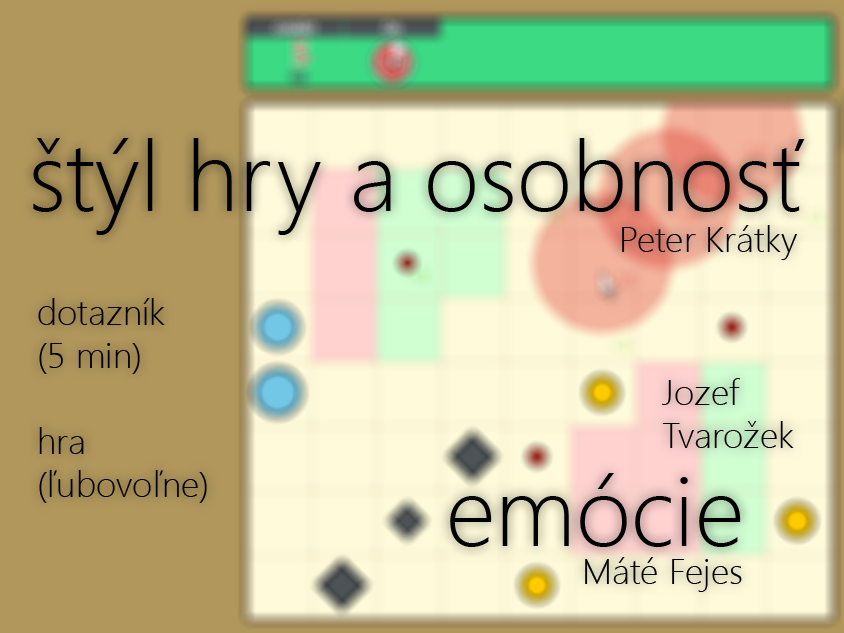 štýl hry a osobnosť
Peter Krátky
dotazník
(5 min)
Jozef
Tvarožek
hra
(ľubovoľne)
emócie
Máté Fejes